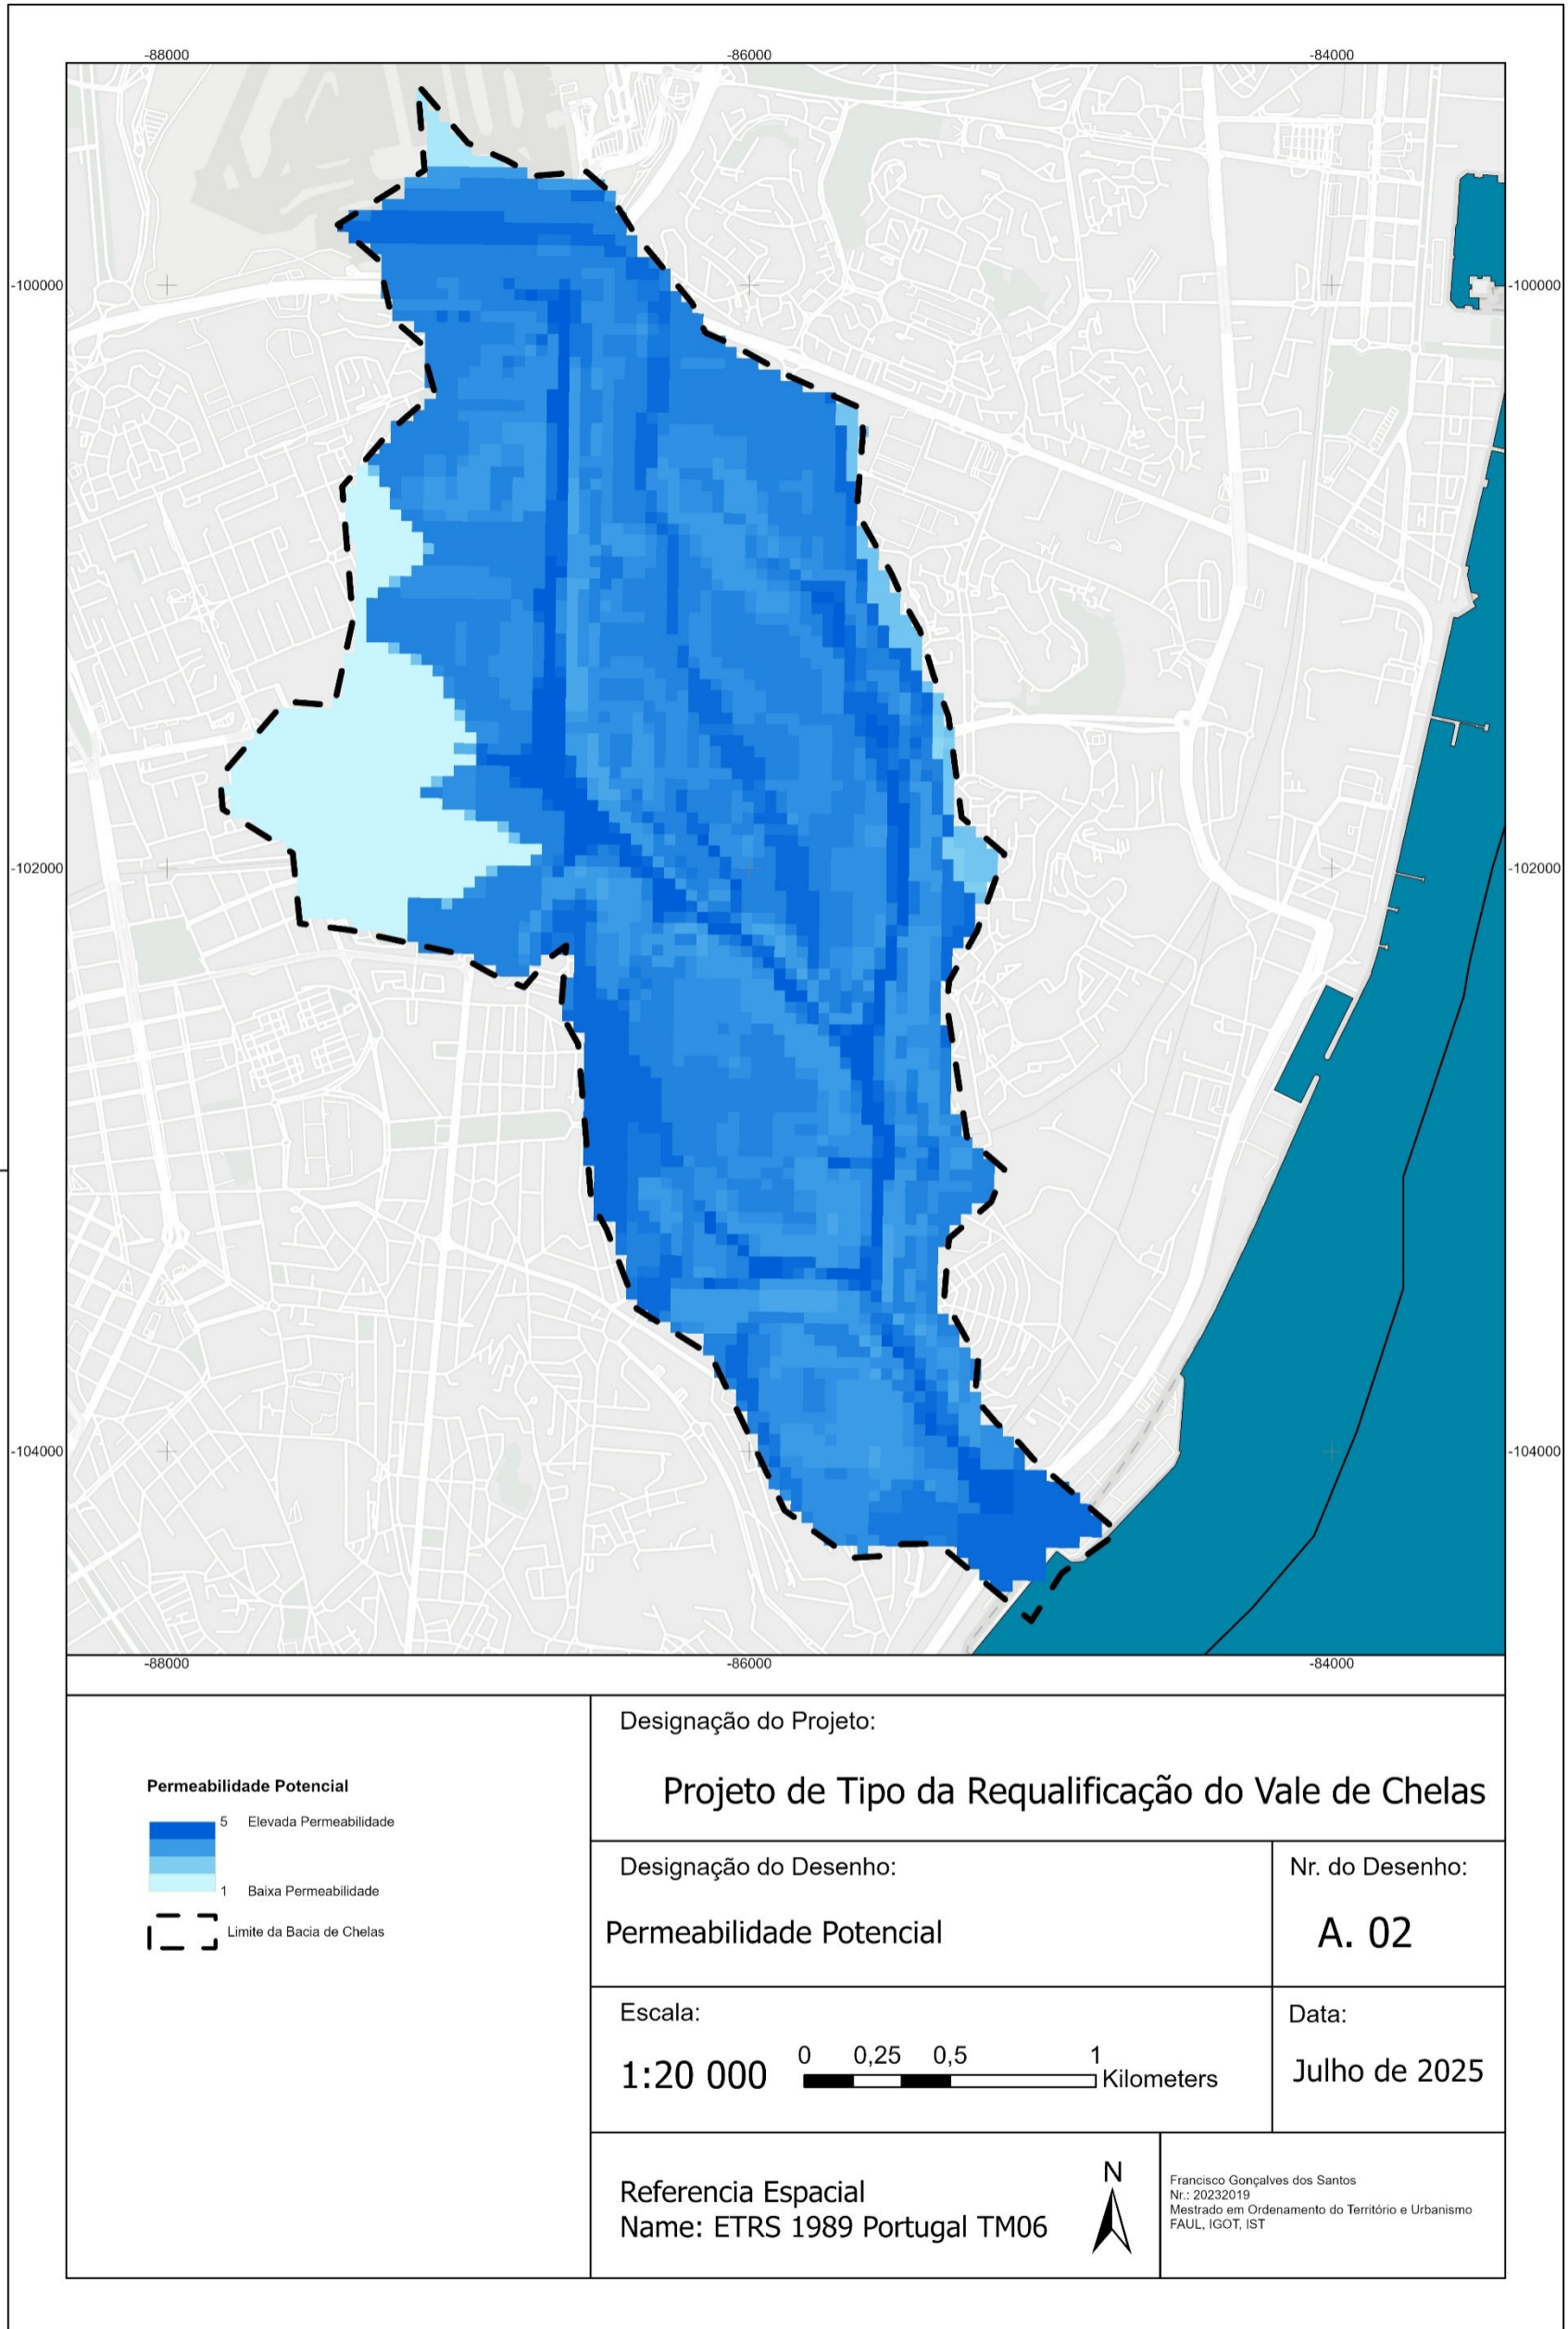 -88000
-86000
-84000
-100000
-100000
-102000
-102000
-104000
-104000
-88000
-86000
-84000
Permeabilidade Potencial
5 Elevada Permeabilidade
1 Baixa Permeabilidade
Limite da Bacia de Chelas
Designação do Projeto:
Projeto de Tipo da Requalificação do Vale de Chelas
Designação do Desenho:
Permeabilidade Potencial
Nr. do Desenho:
A. 02
Escala:
1:20 000
0 0,25 0,5 1
Kilometers
Data:
Julho de 2025
Referencia Espacial
Name: ETRS 1989 Portugal TM06
N
Francisco Gonçalves dos Santos
Nr.: 20232019
Mestrado em Ordenamento do Território e Urbanismo
FAUL, IGOT, IST